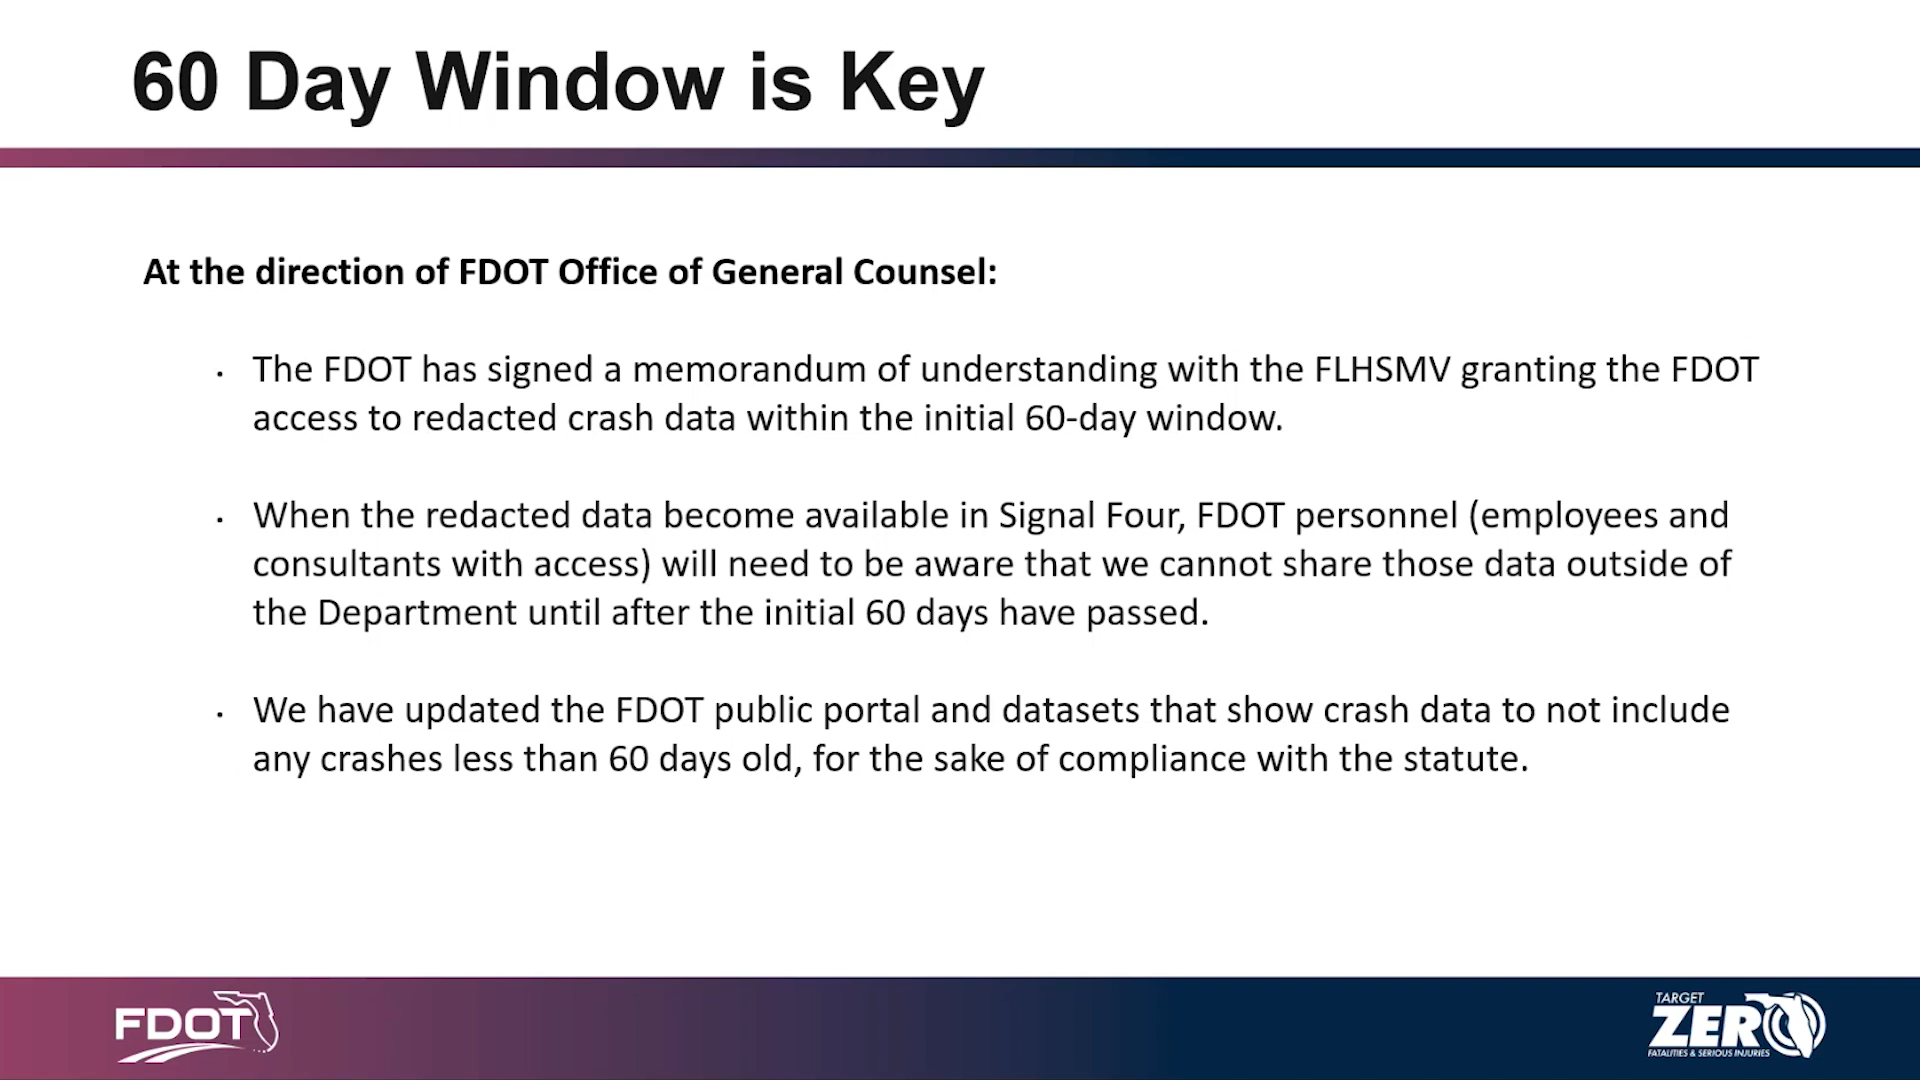 60 Day Window is Key
At the direction of FDOT Office of General Counsel:
· The FDOT has signed a memorandum of understanding with the FLHSMV granting the FDOT
access to redacted crash data within the initial 60-day window.
· When the redacted data become available in Signal Four, FDOT personnel (employees and
consultants with access) will need to be aware that we cannot share those data outside of
the Department until after the initial 60 days have passed.
· We have updated the FDOT public portal and datasets that show crash data to not include
any crashes less than 60 days old, for the sake of compliance with the statute.
FDOT
TARGET
ZERO
FATALITIES & SERIOUS INJURIES